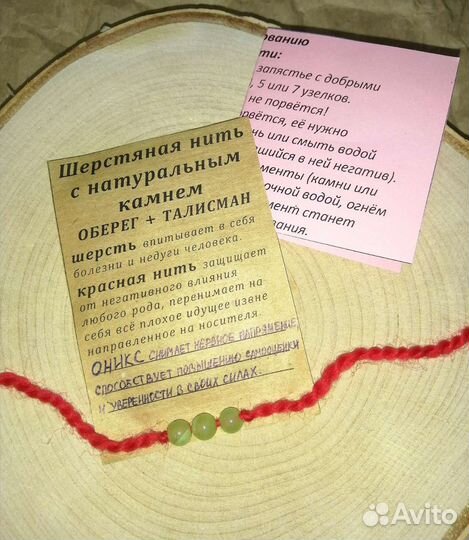 Шерстяная нить
с натуральным
камнем
ОБЕРЕГ + ТАЛИСМАН
шерсть впитывает в себя
болезни и недуги человека.
красная нить защищает
от негативного влияния
любого рода, перенимает на
себя всё плохое идущее извне
направленное на носителя.
ОНИКС СНИМАЕТ НЕРВНОЕ НАПРЯЖЕНИЕ,
СПОСОБСТВУЕТ ПОВЫШЕНИЮ САМООЦЕНКИ
И УВЕРЕННОСТИ В СВОИХ СИЛАХ.
ованию
ти:
запястье с добрыми
, 5 или 7 узелков.
не порвётся!
рвётся, её нужно
нь или смыть водой
вшийся в ней негатив).
менты (камни или
очной водой, огнём
мент станет
вания.
Avito